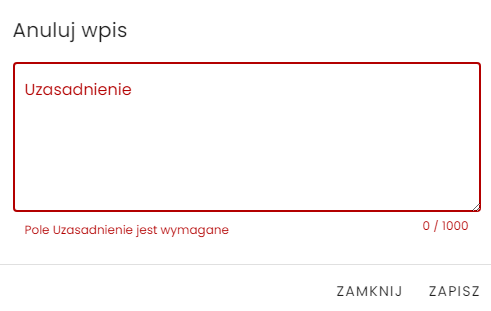 Anuluj wpis
Uzasadnienie
Pole Uzasadnienie jest wymagane 0 / 1000
ZAMKNIJ ZAPISZ